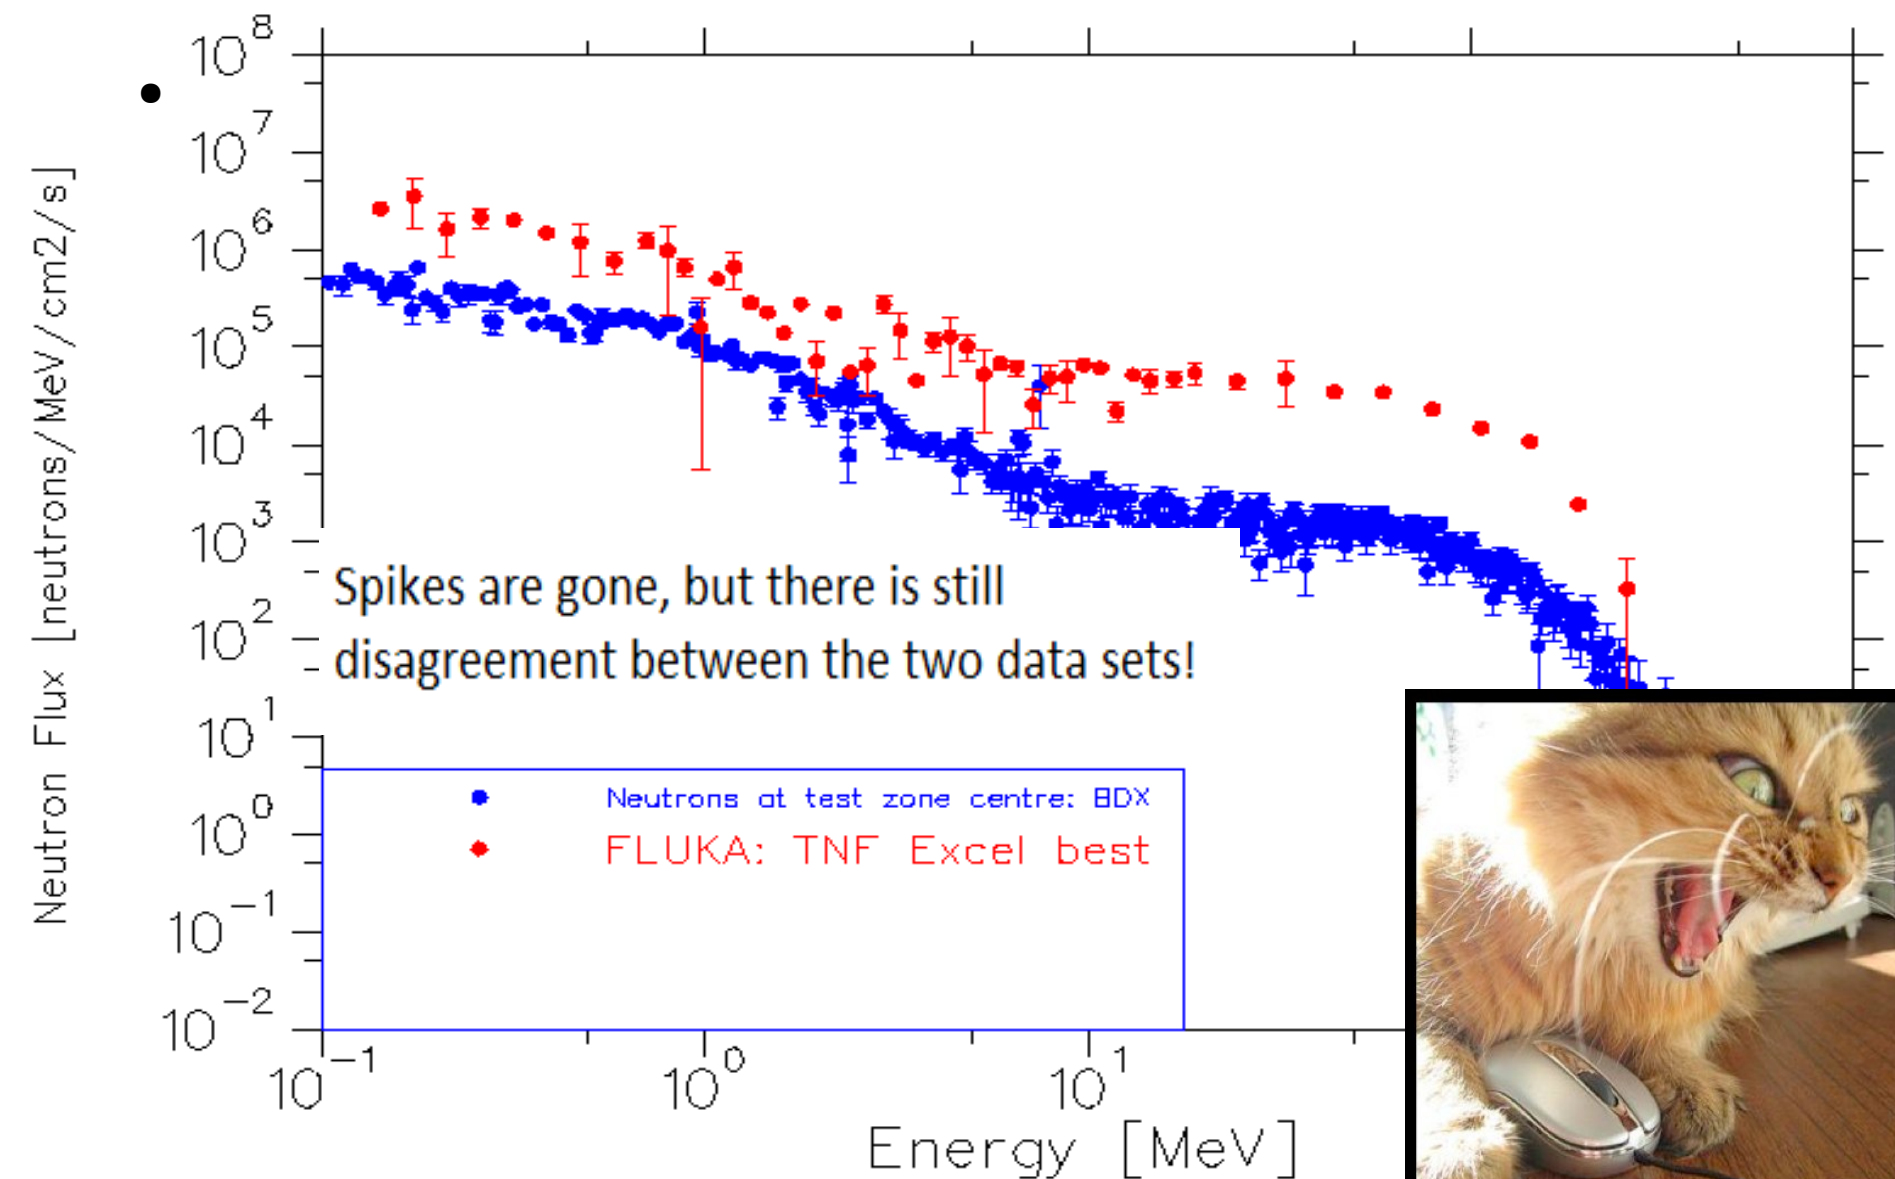 10^8
10^7
10^6
10^5
10^4
10^3
10^2
10^1
10^0
10^-1
10^-2
Neutron Flux [neutrons/MeV/cm2/s]
Spikes are gone, but there is still
disagreement between the two data sets!
Neutrons at test zone centre: BDX
FLUKA: TNF Excel best
10^-1 10^0 10^1
Energy [MeV]